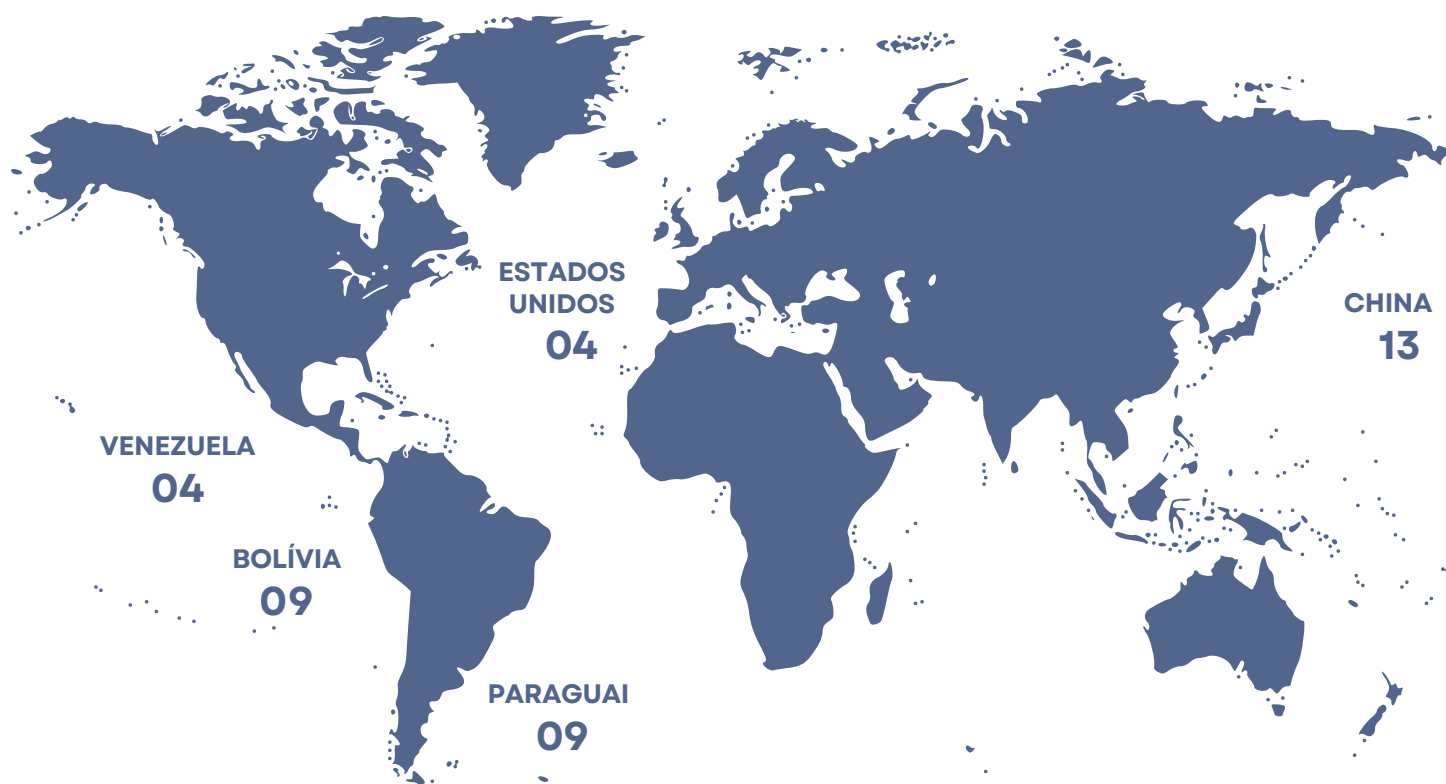 ESTADOS
UNIDOS
04
CHINA
13
VENEZUELA
04
BOLÍVIA
09
PARAGUAI
09